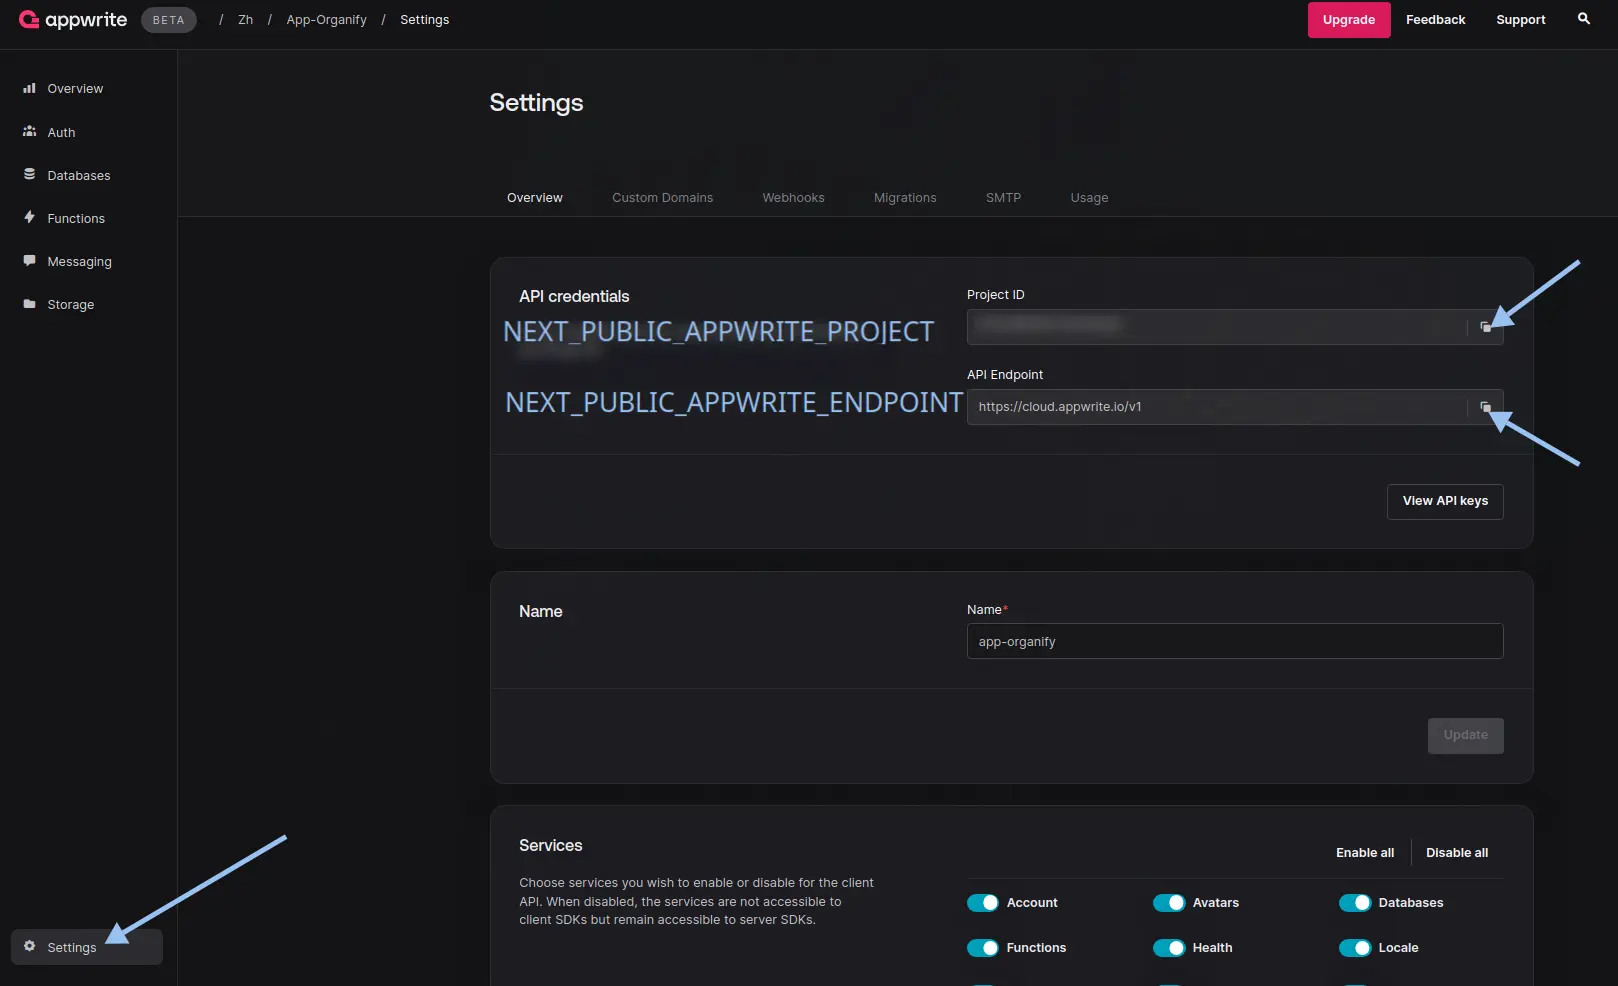 appwrite BETA / Zh / App-Organify / Settings Upgrade Feedback Support
Overview
Auth
Databases
Functions
Messaging
Storage
Settings
Settings
Overview Custom Domains Webhooks Migrations SMTP Usage
API credentials
NEXT_PUBLIC_APPWRITE_PROJECT
Project ID
NEXT_PUBLIC_APPWRITE_ENDPOINT
API Endpoint
https://cloud.appwrite.io/v1
View API keys
Name
Name*
app-organify
Update
Services
Choose services you wish to enable or disable for the client
API. When disabled, the services are not accessible to
client SDKs but remain accessible to server SDKs.
Enable all Disable all
Account Avatars Databases
Functions Health Locale